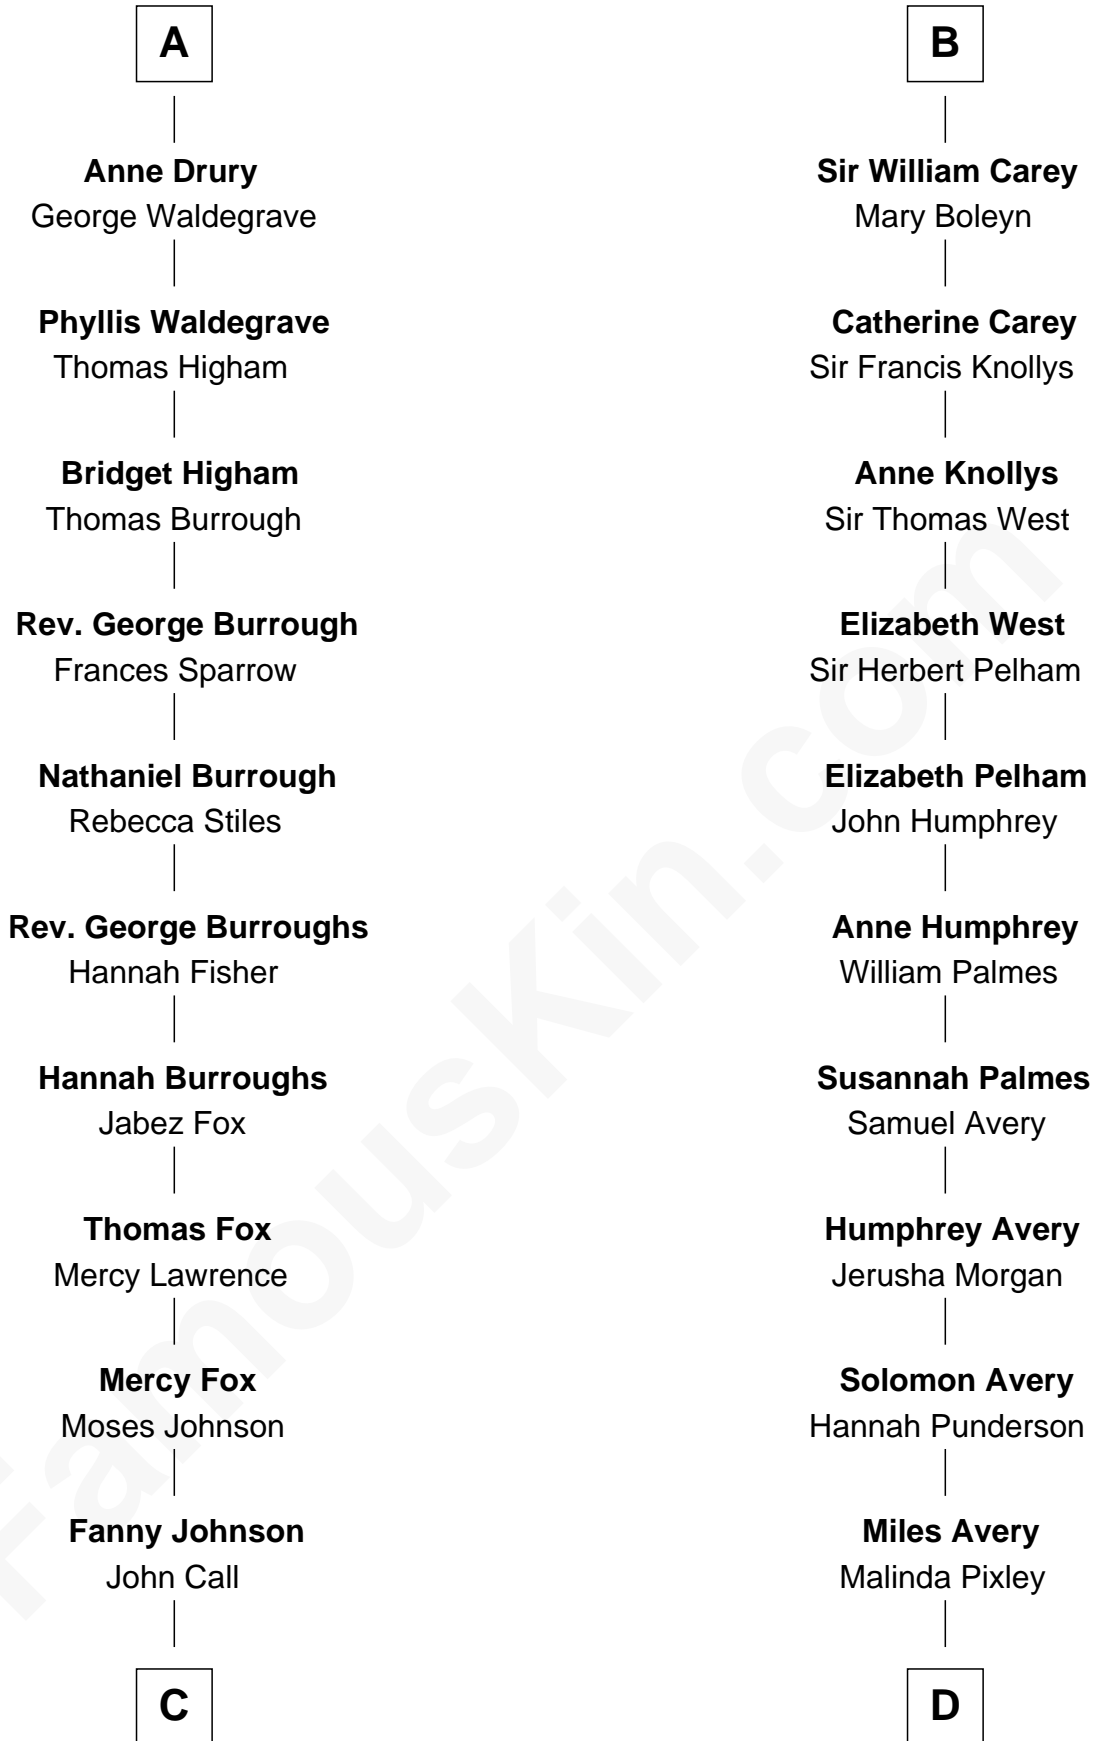 A
Anne Drury
George Waldegrave
Phyllis Waldegrave
Thomas Higham
Bridget Higham
Thomas Burrough
Rev. George Burrough
Frances Sparrow
Nathaniel Burrough
Rebecca Stiles
Rev. George Burroughs
Hannah Fisher
Hannah Burroughs
Jabez Fox
Thomas Fox
Mercy Lawrence
Mercy Fox
Moses Johnson
Fanny Johnson
John Call
C
B
Sir William Carey
Mary Boleyn
Catherine Carey
Sir Francis Knollys
Anne Knollys
Sir Thomas West
Elizabeth West
Sir Herbert Pelham
Elizabeth Pelham
John Humphrey
Anne Humphrey
William Palmes
Susannah Palmes
Samuel Avery
Humphrey Avery
Jerusha Morgan
Solomon Avery
Hannah Punderson
Miles Avery
Malinda Pixley
D
FamousKin.com